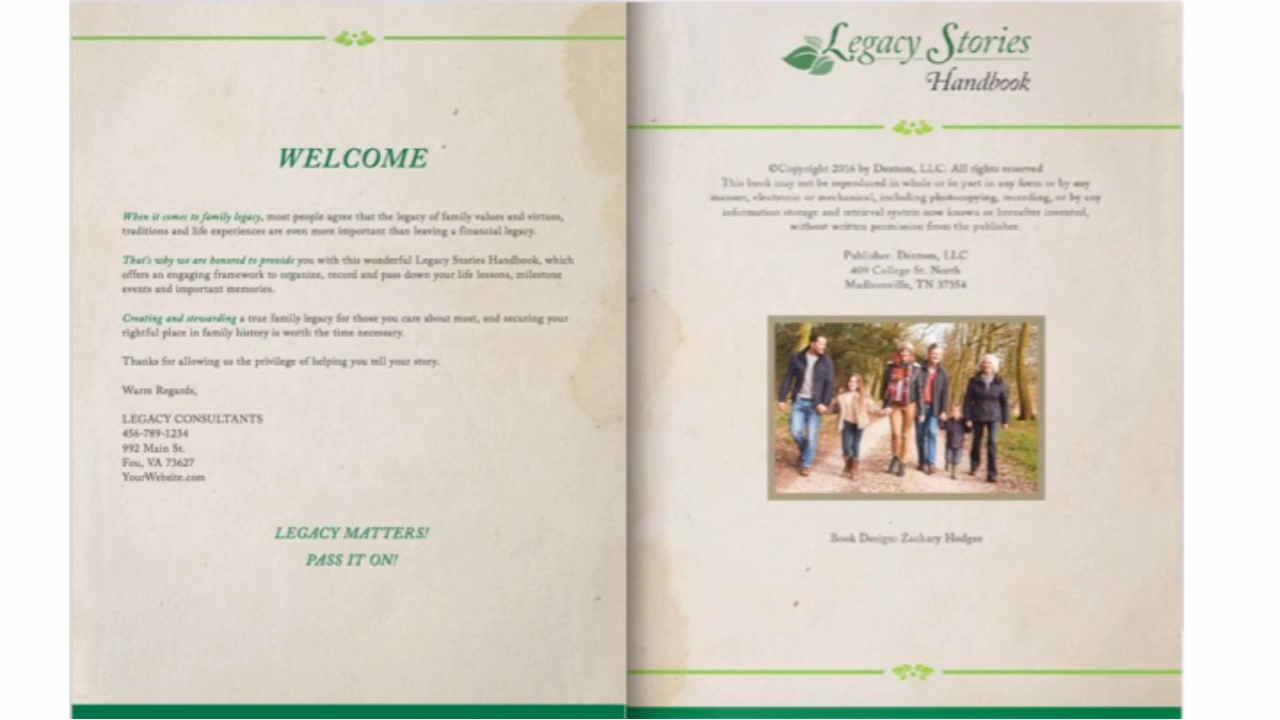 WELCOME
When it comes to family legacy, most people agree that the legacy of family values and virtues,
traditions and life experiences are even more important than leaving a financial legacy.
That's why we are honored to provide you with this wonderful Legacy Stories Handbook, which
offers an engaging framework to organize, record and pass down your life lessons, milestone
events and important memories.
Creating and stewarding a true family legacy for those you care about most, and securing your
rightful place in family history is worth the time necessary.
Thanks for allowing us the privilege of helping you tell your story.
Warm Regards,
LEGACY CONSULTANTS
456-789-1234
992 Main St.
Fou, VA 73627
YourWebsite.com
LEGACY MATTERS!
PASS IT ON!
Legacy Stories
Handbook
©Copyright 2016 by Dentom, LLC. All rights reserved
This book may not be reproduced in whole or in part in any form or by any
manner, electronic or mechanical, including photocopying, recording, or by any
information storage and retrieval system now known or hereafter invented,
without written permission from the publisher.
Publisher: Dentom, LLC
409 College St. North
Madisonville, TN 37354
Book Design: Zachary Hodges